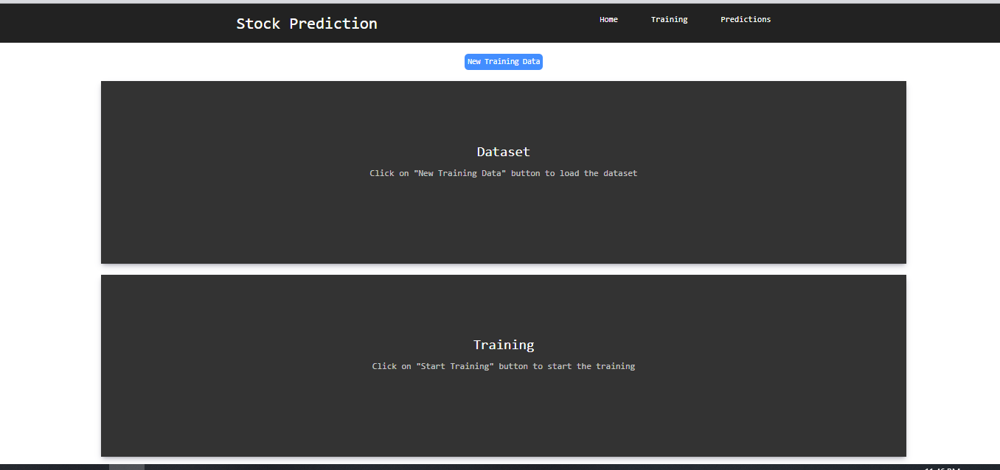 Stock Prediction
Home Training Predictions
New Training Data
Dataset
Click on "New Training Data" button to load the dataset
Training
Click on "Start Training" button to start the training